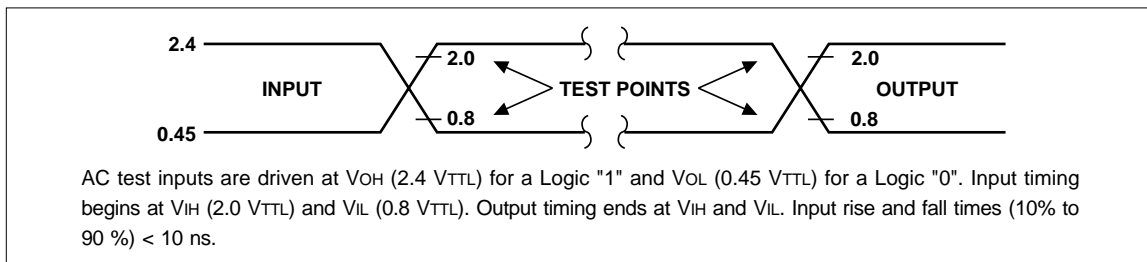 2.4
2.0
2.0
INPUT
TEST POINTS
OUTPUT
0.8
0.8
0.45
AC test inputs are driven at VOH (2.4 VTTL) for a Logic "1" and VOL (0.45 VTTL) for a Logic "0". Input timing
begins at VIH (2.0 VTTL) and VIL (0.8 VTTL). Output timing ends at VIH and VIL. Input rise and fall times (10% to
90 %) < 10 ns.